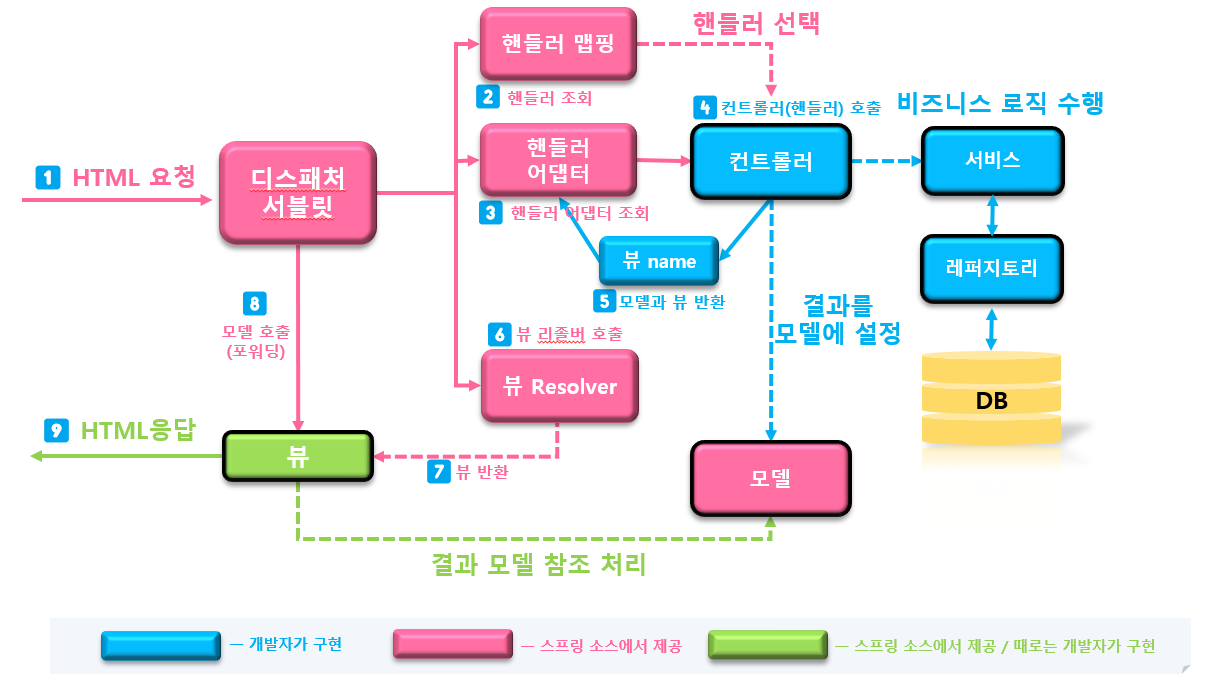 핸들러 맵핑
핸들러 선택
2 핸들러 조회
4 컨트롤러(핸들러) 호출
비즈니스 로직 수행
1 HTML 요청
디스패처
서블릿
핸들러
어댑터
컨트롤러
서비스
3 핸들러 어댑터 조회
뷰 name
5 모델과 뷰 반환
레퍼지토리
8
모델 호출
(포워딩)
6 뷰 리졸버 호출
결과를
모델에 설정
뷰 Resolver
DB
9 HTML응답
뷰
7 뷰 반환
모델
결과 모델 참조 처리
— 개발자가 구현
— 스프링 소스에서 제공
— 스프링 소스에서 제공 / 때로는 개발자가 구현